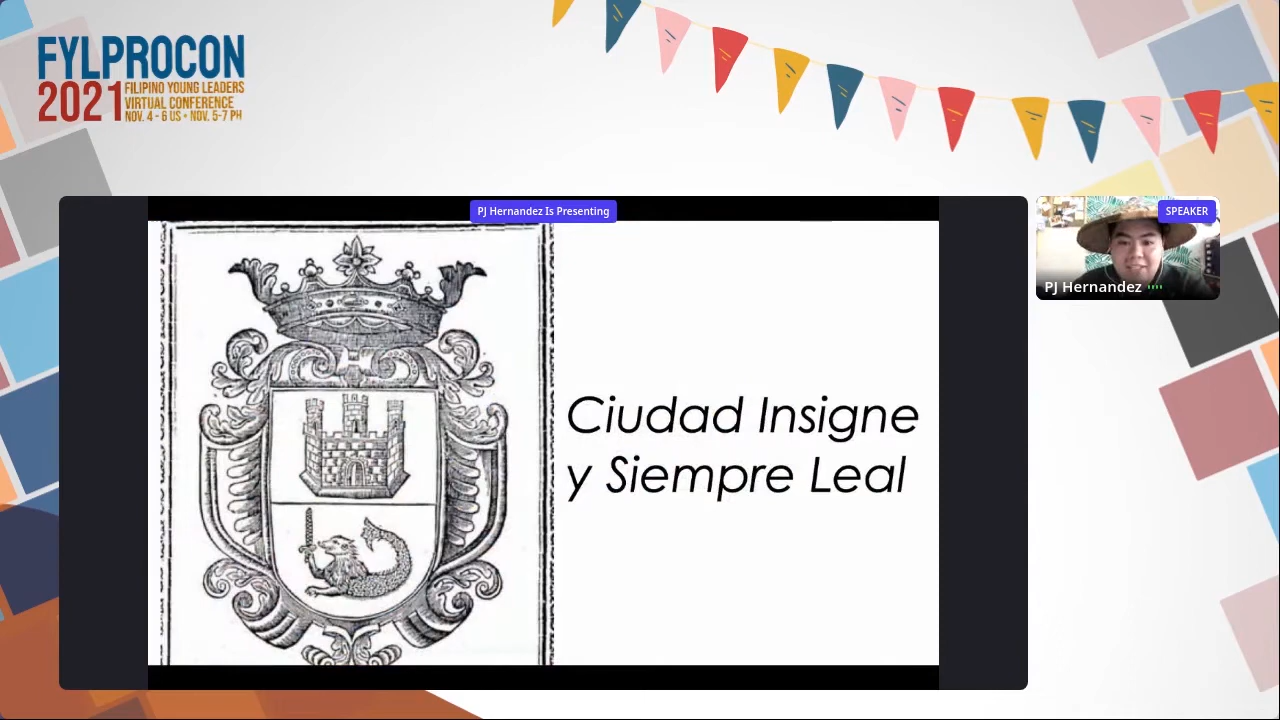 FYLPROCON
2021 FILIPINO YOUNG LEADERS
VIRTUAL CONFERENCE
NOV. 4 - 6 US • NOV. 5-7 PH
PJ Hernandez Is Presenting
SPEAKER
PJ Hernandez
Ciudad Insigne
y Siempre Leal